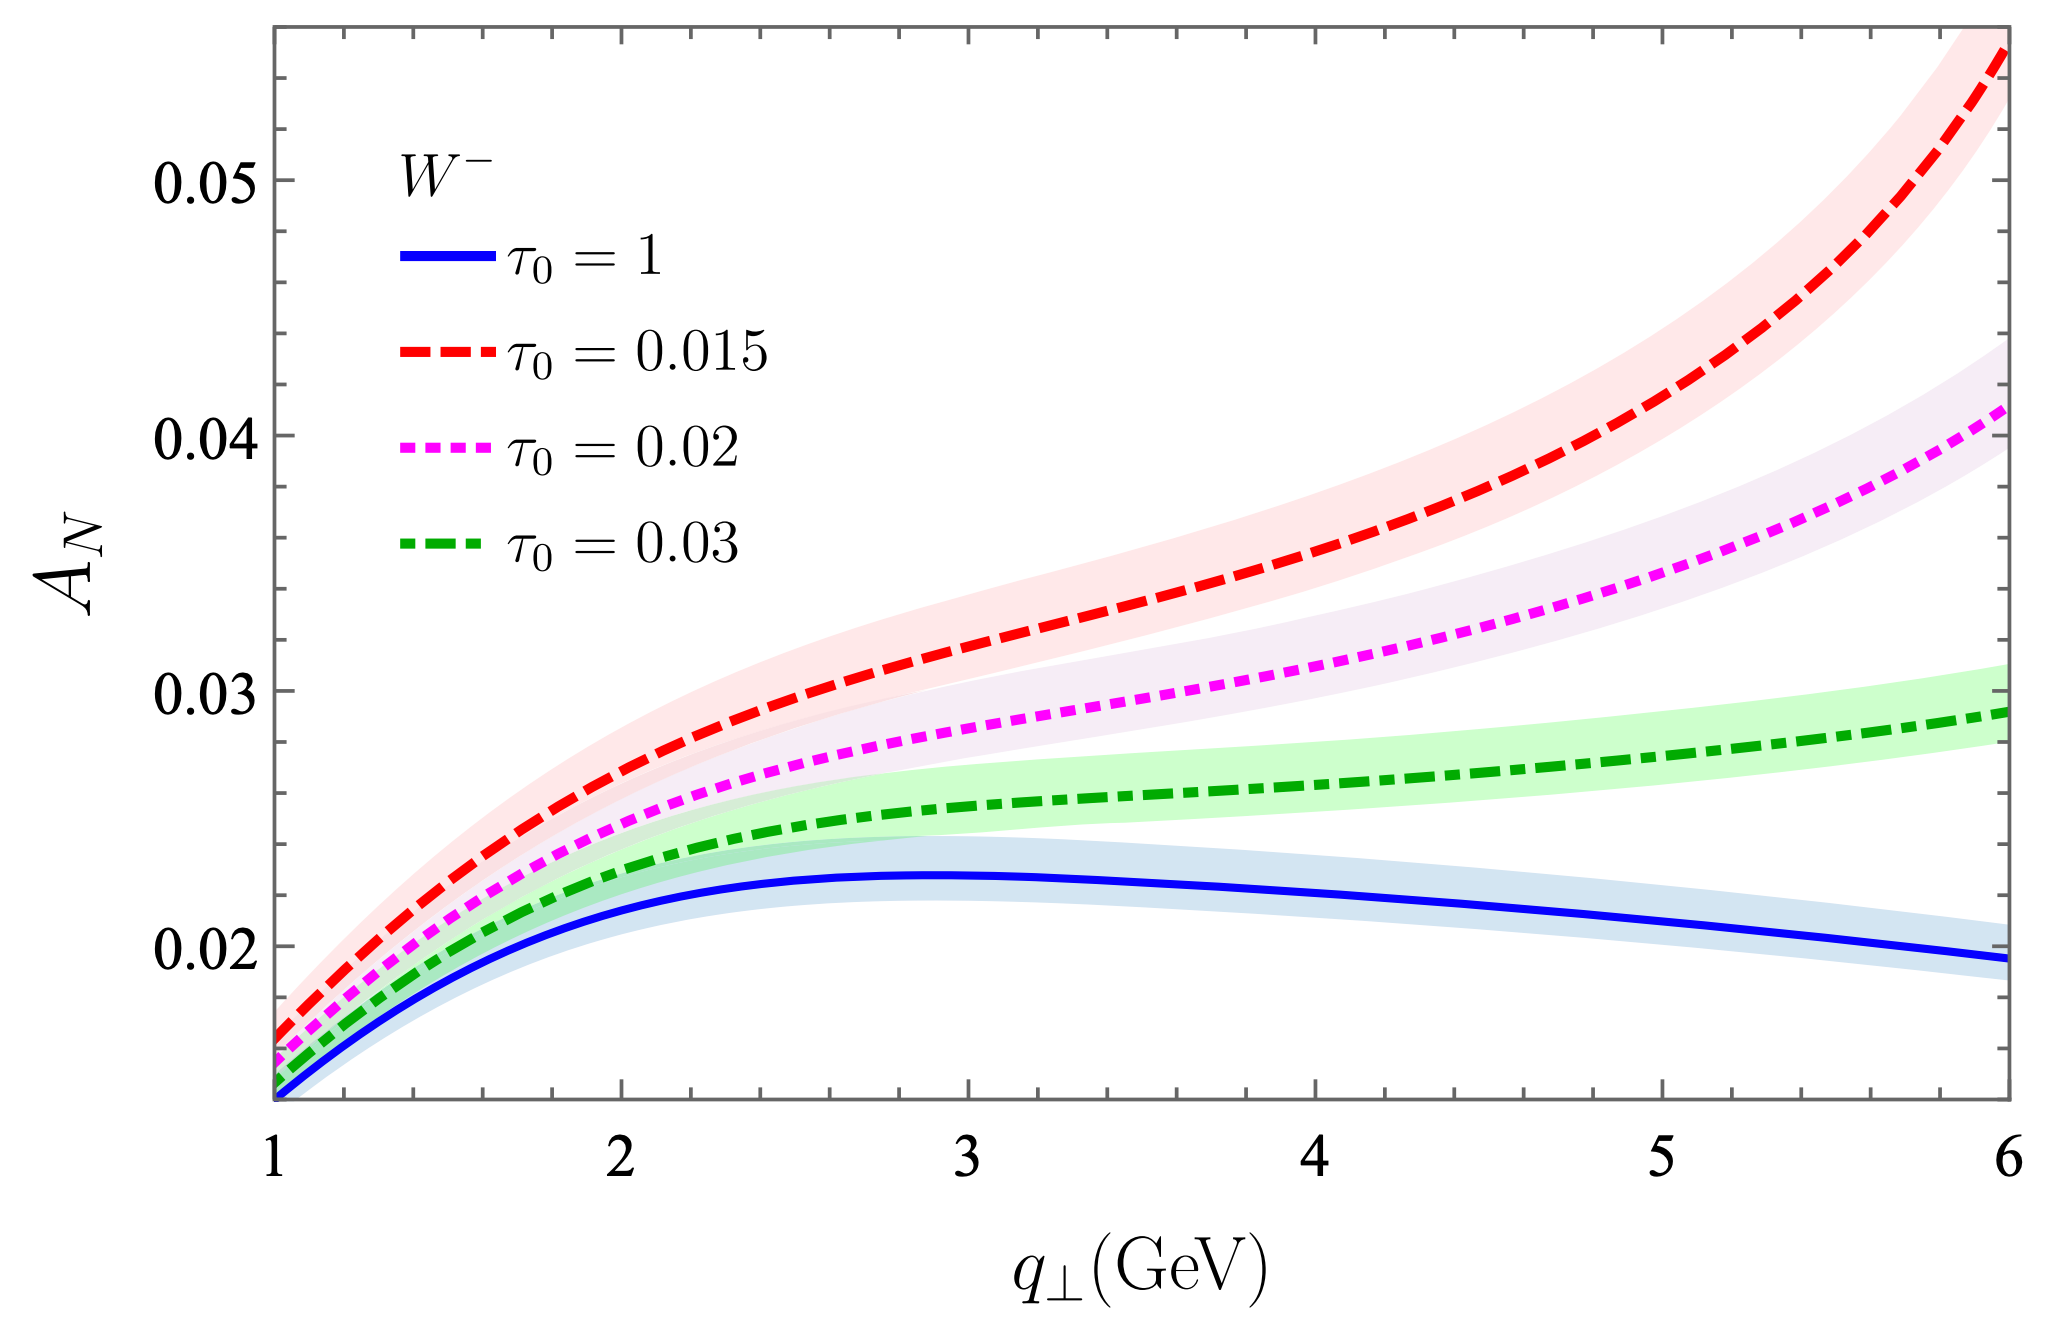 0.05
0.04
0.03
0.02
A_N
W⁻
τ₀ = 1
τ₀ = 0.015
τ₀ = 0.02
τ₀ = 0.03
1 2 3 4 5 6
q⊥(GeV)